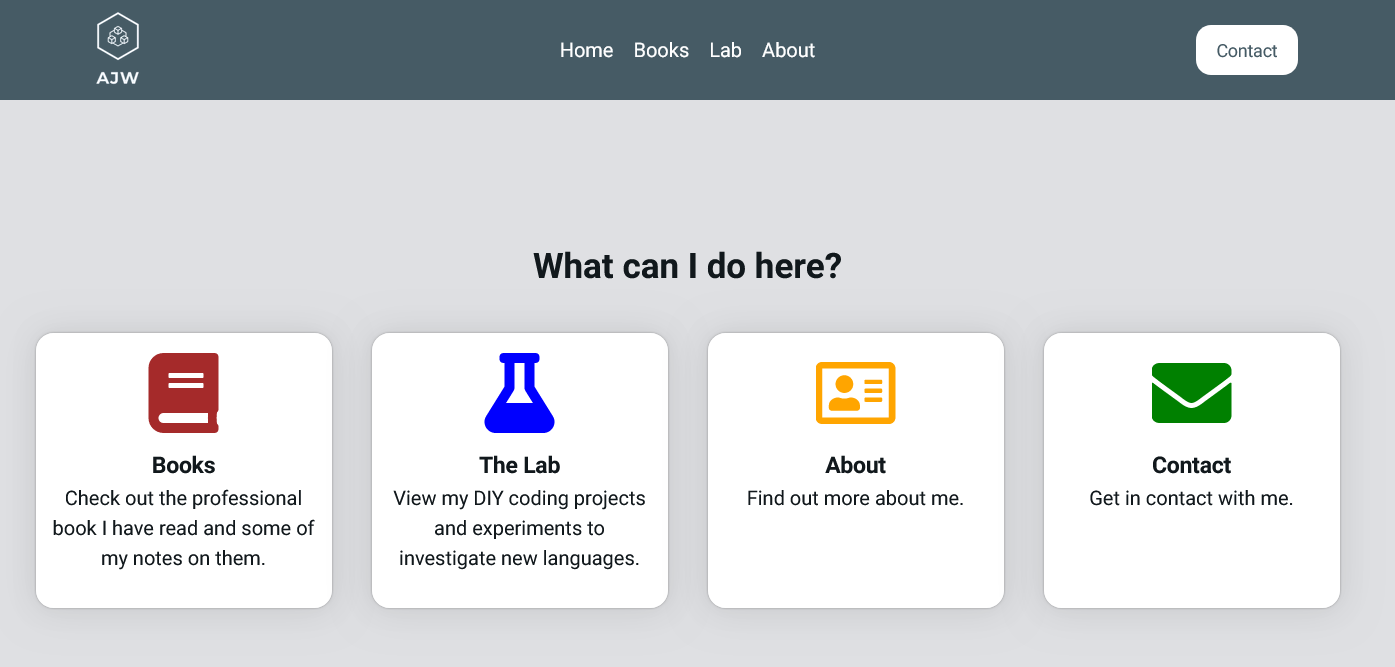 AJW
Home Books Lab About
Contact
What can I do here?
Books
Check out the professional
book I have read and some of
my notes on them.
The Lab
View my DIY coding projects
and experiments to
investigate new languages.
About
Find out more about me.
Contact
Get in contact with me.